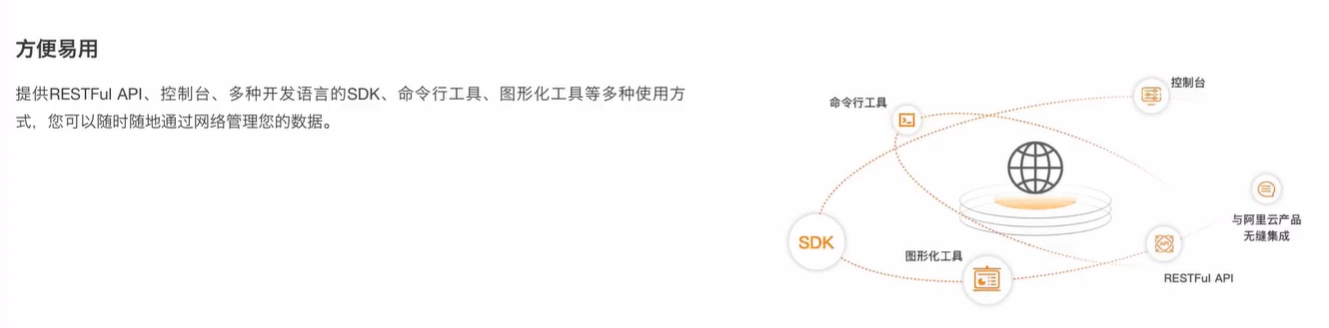 方便易用
提供RESTFul API、控制台、多种开发语言的SDK、命令行工具、图形化工具等多种使用方
式，您可以随时随地通过网络管理您的数据。
控制台
命令行工具
与阿里云产品
无缝集成
SDK
图形化工具
RESTFul API